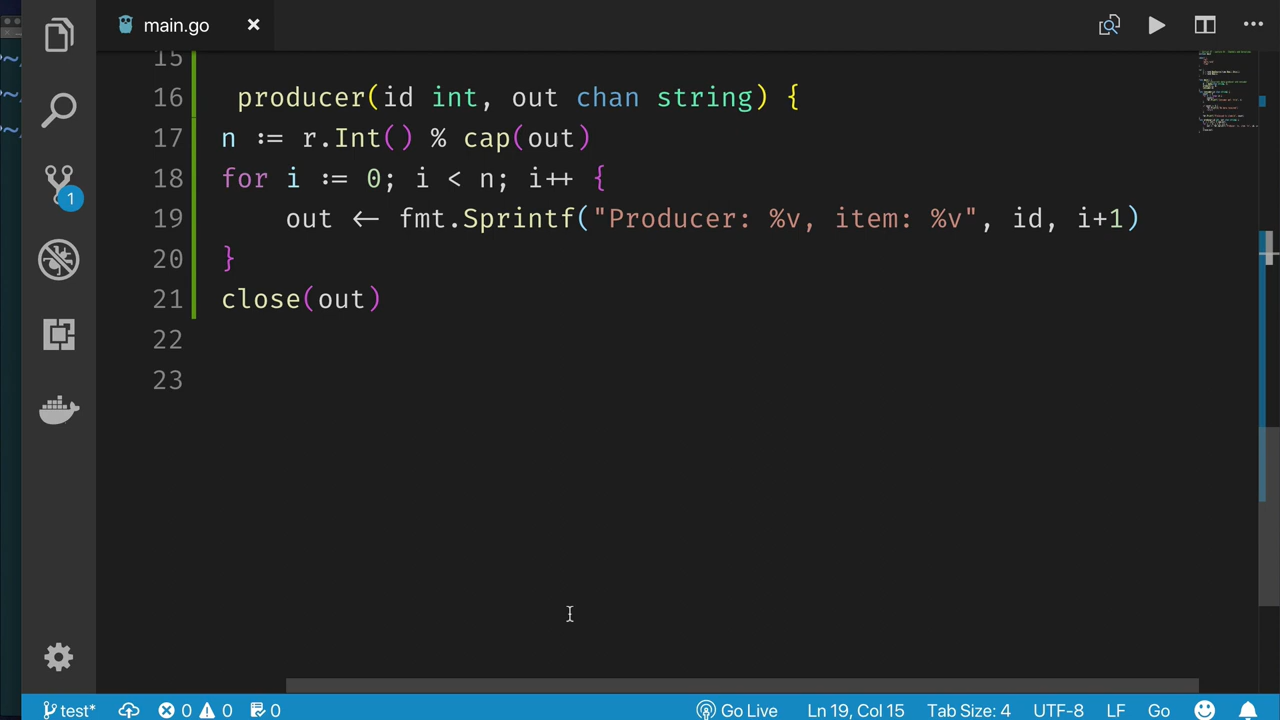 main.go
15
16 producer(id int, out chan string) {
17 n := r.Int() % cap(out)
18 for i := 0; i < n; i++ {
19 out <- fmt.Sprintf("Producer: %v, item: %v", id, i+1)
20 }
21 close(out)
22
23
1
test* 0 0 0 Go Live Ln 19, Col 15 Tab Size: 4 UTF-8 LF Go